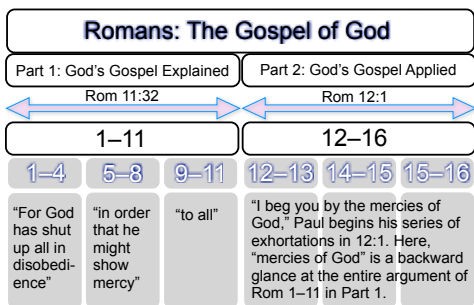 Romans: The Gospel of God
Part 1: God's Gospel Explained
Part 2: God's Gospel Applied
Rom 11:32
Rom 12:1
1–11
12–16
1–4
5–8
9–11
12–13
14–15
15–16
“For God
has shut
up all in
disobedi-
ence”
“in order
that he
might
show
mercy”
“to all”
“I beg you by the mercies of
God,” Paul begins his series of
exhortations in 12:1. Here,
“mercies of God” is a backward
glance at the entire argument of
Rom 1–11 in Part 1.